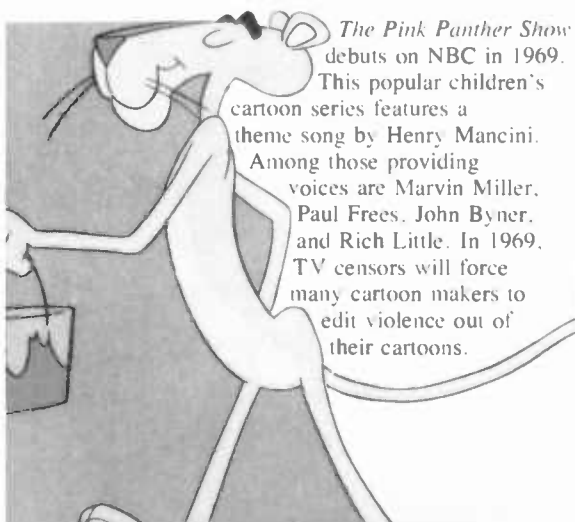 The Pink Panther Show
debuts on NBC in 1969.
This popular children's
cartoon series features a
theme song by Henry Mancini.
Among those providing
voices are Marvin Miller,
Paul Frees, John Byner,
and Rich Little. In 1969,
TV censors will force
many cartoon makers to
edit violence out of
their cartoons.